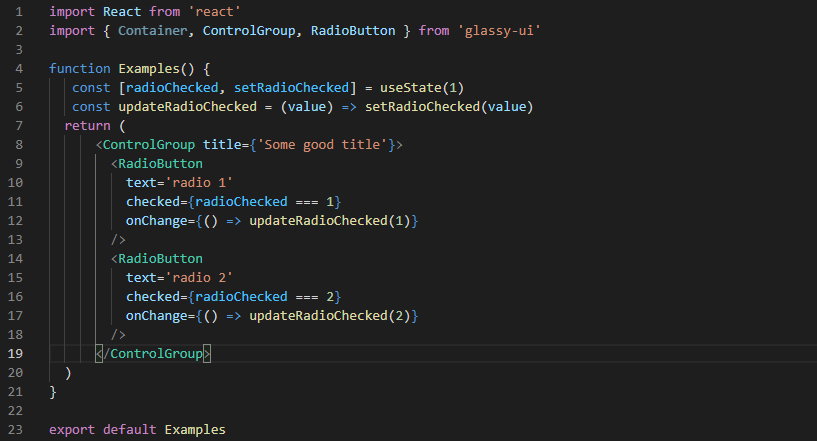 1 import React from 'react'
2 import { Container, ControlGroup, RadioButton } from 'glassy-ui'
3
4 function Examples() {
5 const [radioChecked, setRadioChecked] = useState(1)
6 const updateRadioChecked = (value) => setRadioChecked(value)
7 return (
8 <ControlGroup title={'Some good title'}>
9 <RadioButton
10 text='radio 1'
11 checked={radioChecked === 1}
12 onChange={() => updateRadioChecked(1)}
13 />
14 <RadioButton
15 text='radio 2'
16 checked={radioChecked === 2}
17 onChange={() => updateRadioChecked(2)}
18 />
19 </ControlGroup>
20 )
21 }
22
23 export default Examples